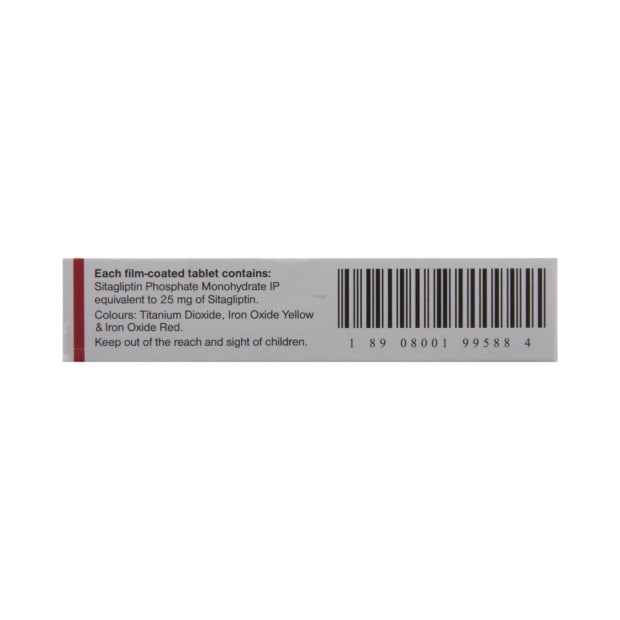 Each film-coated tablet contains:
Sitagliptin Phosphate Monohydrate IP
equivalent to 25 mg of Sitagliptin.
Colours: Titanium Dioxide, Iron Oxide Yellow
& Iron Oxide Red.
Keep out of the reach and sight of children.
1 89 08001 99588 4